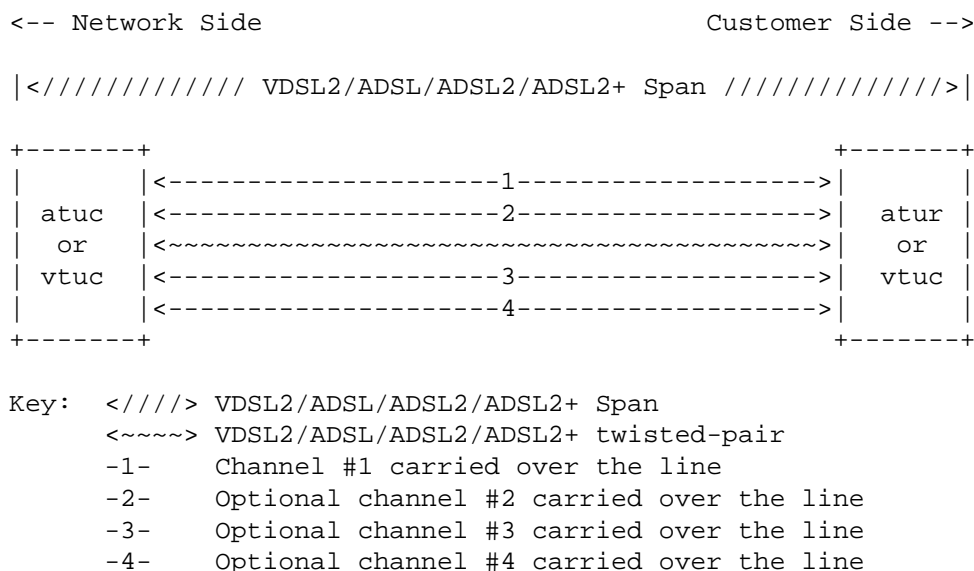 <-- Network Side                                    Customer Side -->

|<///////////// VDSL2/ADSL/ADSL2/ADSL2+ Span //////////////>|

+-------+                                           +-------+
|       |<---------------------1------------------->|       |
| atuc  |<---------------------2------------------->|  atur |
|  or   |<~~~~~~~~~~~~~~~~~~~~~~~~~~~~~~~~~~~~~~~~~>|   or  |
| vtuc  |<---------------------3------------------->|  vtuc |
|       |<---------------------4------------------->|       |
+-------+                                           +-------+

Key:  <////> VDSL2/ADSL/ADSL2/ADSL2+ Span
      <~~~~> VDSL2/ADSL/ADSL2/ADSL2+ twisted-pair
      -1-    Channel #1 carried over the line
      -2-    Optional channel #2 carried over the line
      -3-    Optional channel #3 carried over the line
      -4-    Optional channel #4 carried over the line